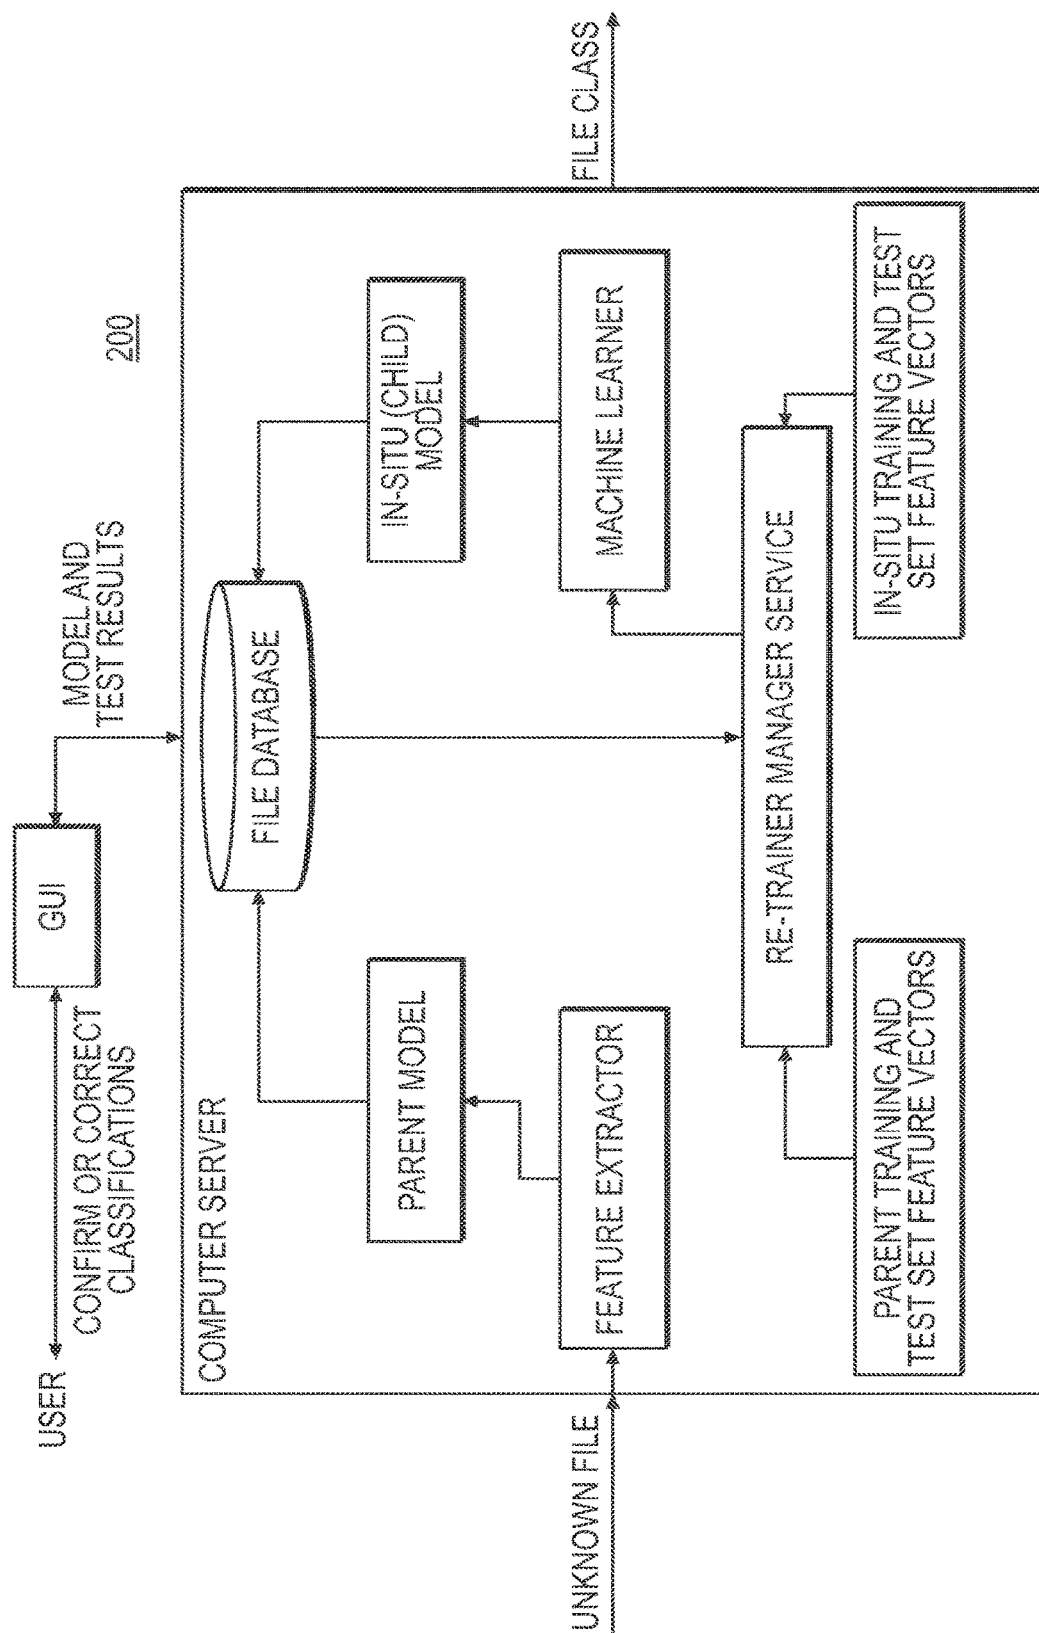 200
USER
CONFIRM OR CORRECT
CLASSIFICATIONS
GUI
MODEL AND
TEST RESULTS
COMPUTER SERVER
FILE DATABASE
PARENT MODEL
IN-SITU (CHILD)
MODEL
UNKNOWN FILE
FEATURE EXTRACTOR
MACHINE LEARNER
FILE CLASS
RE-TRAINER MANAGER SERVICE
PARENT TRAINING AND
TEST SET FEATURE VECTORS
IN-SITU TRAINING AND TEST
SET FEATURE VECTORS